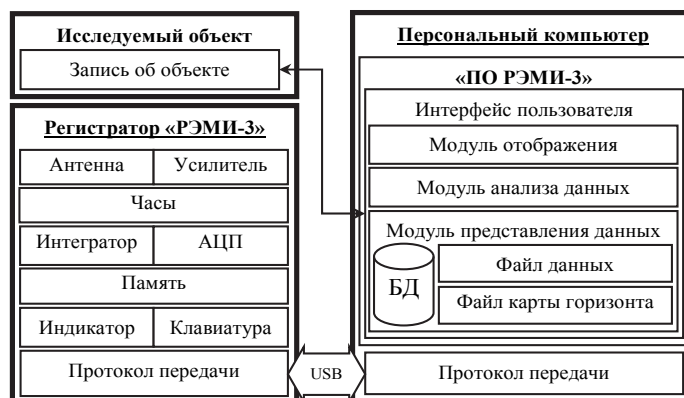 Исследуемый объект
Запись об объекте
Регистратор «РЭМИ-3»
Антенна
Усилитель
Часы
Интегратор
АЦП
Память
Индикатор
Клавиатура
Протокол передачи
USB
Персональный компьютер
«ПО РЭМИ-3»
Интерфейс пользователя
Модуль отображения
Модуль анализа данных
Модуль представления данных
БД
Файл данных
Файл карты горизонта
Протокол передачи